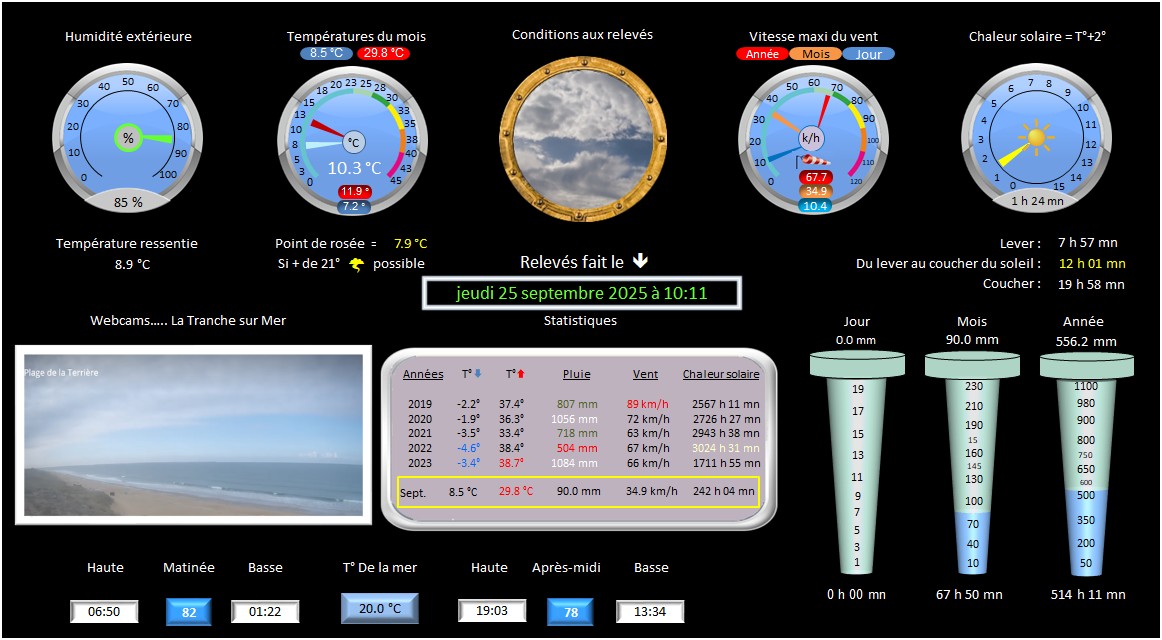 Humidité extérieure
Températures du mois
8.5 °C 29.8 °C
Conditions aux relevés
Vitesse maxi du vent
Année Mois Jour
Chaleur solaire = T°+2°
0 10 20 30 40 50 60 70 80 90 100
%
85 %
0 3 5 8 10 13 15 18 20 23 25 28 30 33 35 38 40 43 45
°C
10.3 °C
11.9 °
7.2 °
0 10 20 30 40 50 60 70 80 90 100 110 120
k/h
67.7
34.9
10.4
0 1 2 3 4 5 6 7 8 9 10 11 12 13 14 15
1 h 24 mn
Température ressentie
8.9 °C
Point de rosée = 7.9 °C
Si + de 21° possible
Relevés fait le
jeudi 25 septembre 2025 à 10:11
Lever : 7 h 57 mn
Du lever au coucher du soleil : 12 h 01 mn
Coucher : 19 h 58 mn
Webcams..... La Tranche sur Mer
Plage de la Terrière
Statistiques
Années T° T° Pluie Vent Chaleur solaire
2019 -2.2° 37.4° 807 mm 89 km/h 2567 h 11 mn
2020 -1.9° 36.3° 1056 mm 72 km/h 2726 h 27 mn
2021 -3.5° 33.4° 718 mm 63 km/h 2943 h 38 mn
2022 -4.6° 38.4° 504 mm 67 km/h 3024 h 31 mn
2023 -3.4° 38.7° 1084 mm 66 km/h 1711 h 55 mn
Sept. 8.5 °C 29.8 °C 90.0 mm 34.9 km/h 242 h 04 mn
Jour
0.0 mm
19
17
15
13
11
9
7
5
3
1
0 h 00 mn
Mois
90.0 mm
230
210
190
15
160
145
130
100
70
40
10
67 h 50 mn
Année
556.2 mm
1100
980
900
800
750
650
600
500
350
200
50
514 h 11 mn
Haute Matinée Basse
06:50 82 01:22
T° De la mer
20.0 °C
Haute Après-midi Basse
19:03 78 13:34